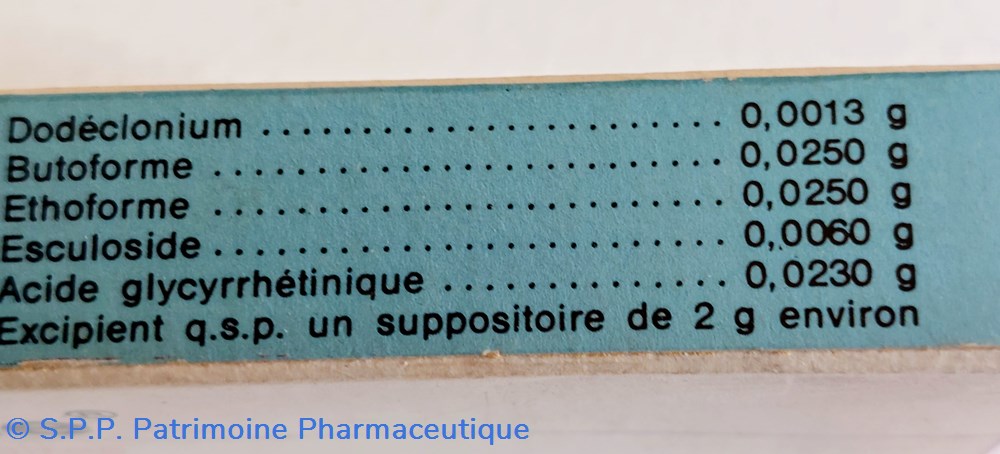 Dodéclonium ........................ 0,0013 g
Butoforme ........................... 0,0250 g
Ethoforme ........................... 0,0250 g
Esculoside ........................... 0,0060 g
Acide glycyrrhétinique .............. 0,0230 g
Excipient q.s.p. un suppositoire de 2 g environ
© S.P.P. Patrimoine Pharmaceutique